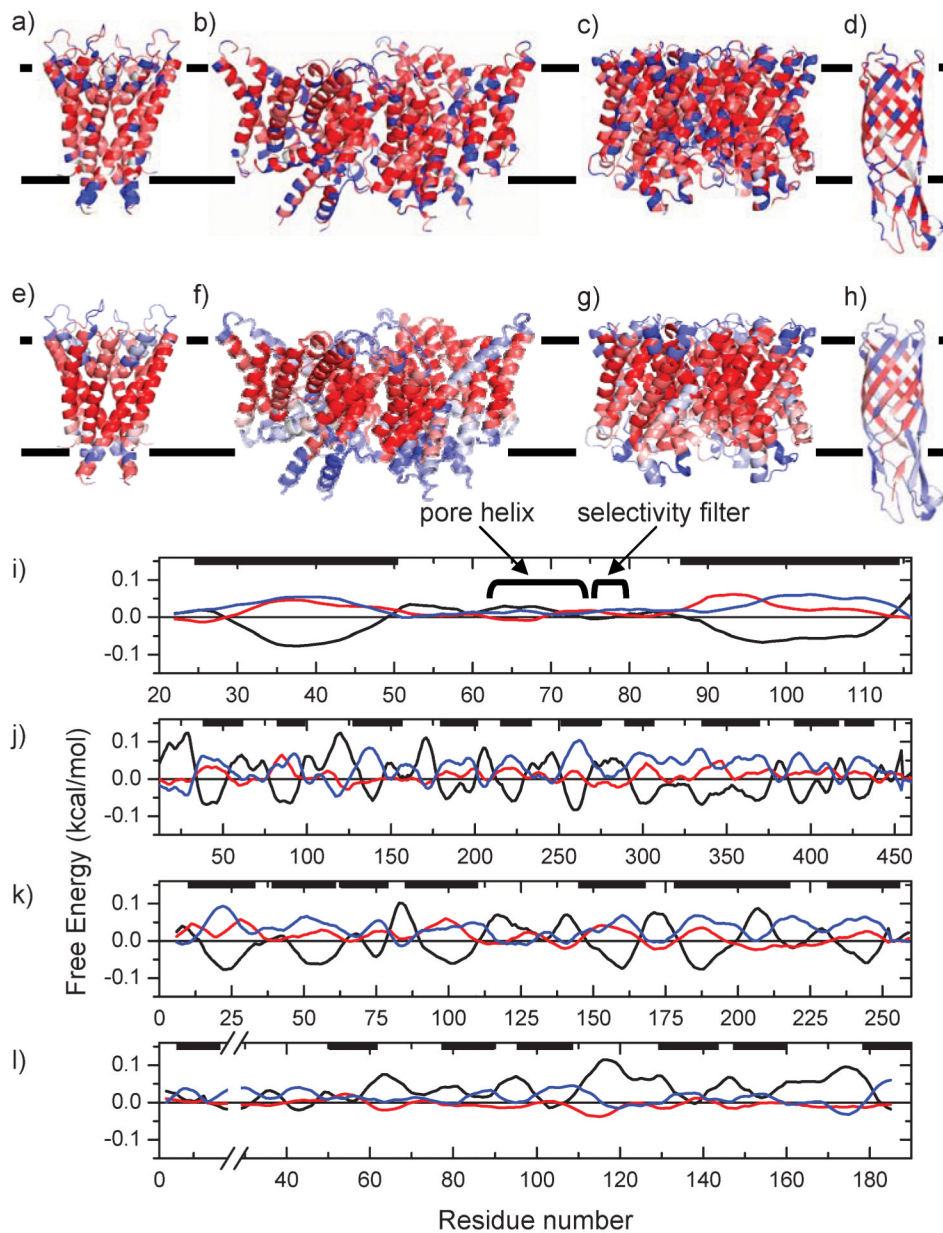 a) b) c) d)
e) f) g) h)
pore helix selectivity filter
i)
0.1
0.0
-0.1
20 30 40 50 60 70 80 90 100 110
j)
0.1
0.0
-0.1
50 100 150 200 250 300 350 400 450
k)
0.1
0.0
-0.1
0 25 50 75 100 125 150 175 200 225 250
l)
0.1
0.0
-0.1
0 40 60 80 100 120 140 160 180
Free Energy (kcal/mol)
Residue number